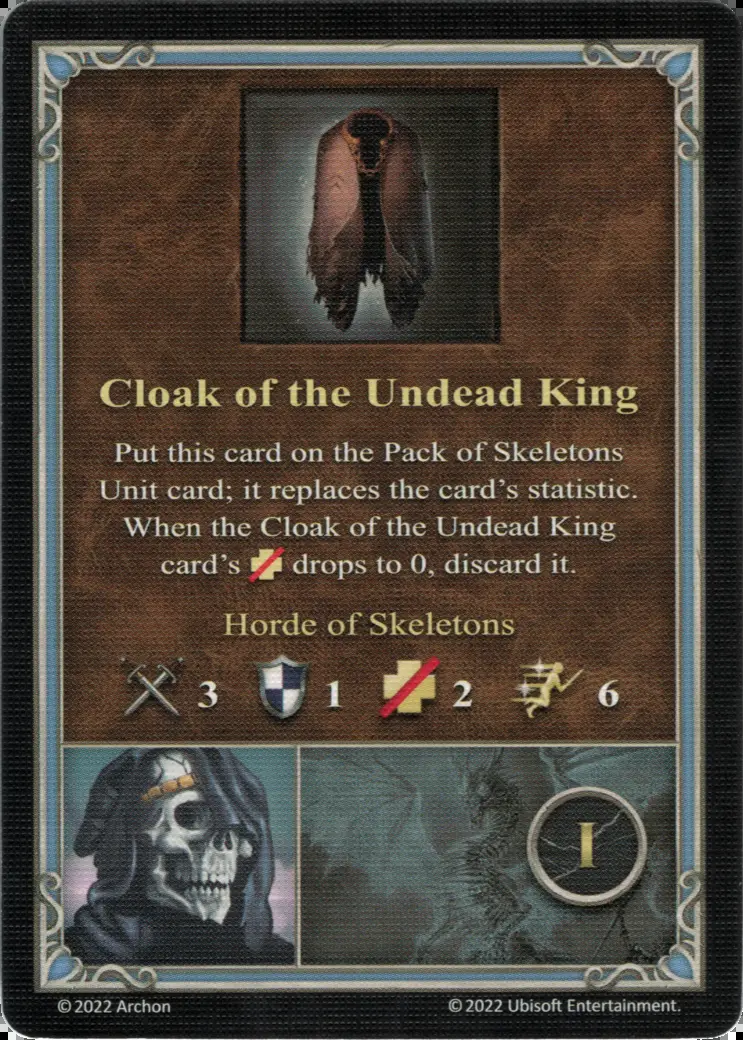 Cloak of the Undead King
Put this card on the Pack of Skeletons
Unit card; it replaces the card's statistic.
When the Cloak of the Undead King
card's drops to 0, discard it.
Horde of Skeletons
3 1 2 6
I
©2022 Archon
©2022 Ubisoft Entertainment.